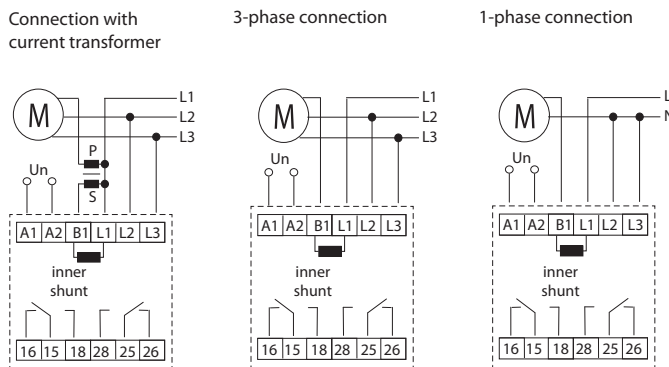 Connection with
current transformer
M
L1
L2
L3
P
S
Un
A1 A2 B1 L1 L2 L3
inner
shunt
16 15 18 28 25 26
3-phase connection
M
L1
L2
L3
Un
A1 A2 B1 L1 L2 L3
inner
shunt
16 15 18 28 25 26
1-phase connection
M
L
N
Un
A1 A2 B1 L1 L2 L3
inner
shunt
16 15 18 28 25 26